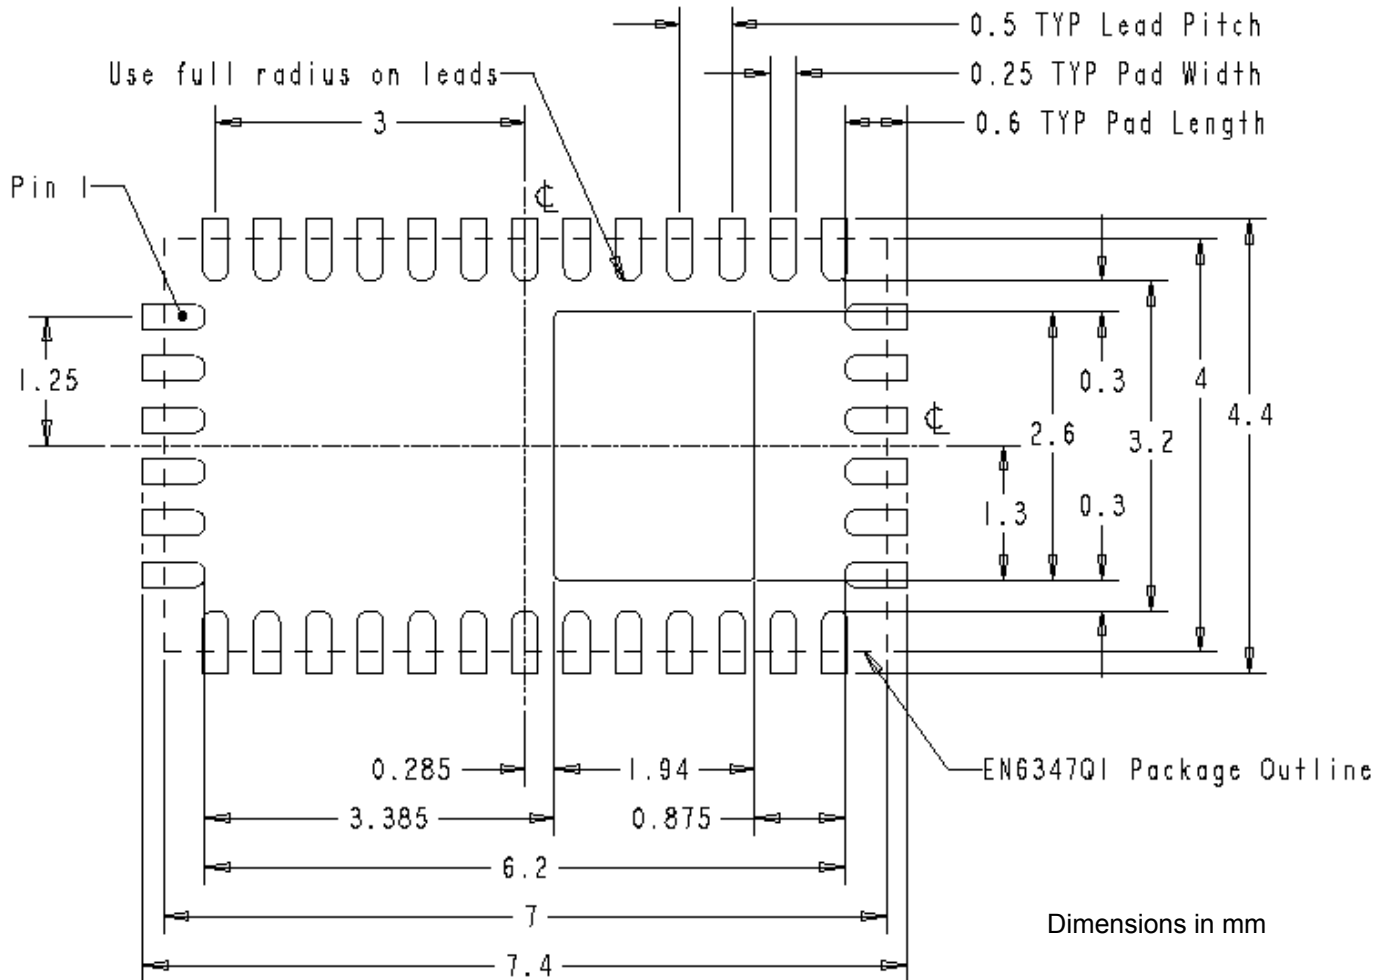 0.5 TYP Lead Pitch
Use full radius on leads
0.25 TYP Pad Width
3
0.6 TYP Pad Length
Pin 1
℄
1.25
0.3
4
4.4
℄
2.6
3.2
1.3
0.3
0.285
1.94
EN6347QI Package Outline
3.385
0.875
6.2
7
Dimensions in mm
7.4